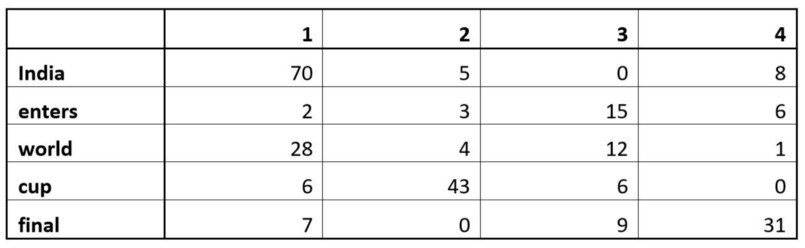 1 2 3 4
India 70 5 0 8
enters 2 3 15 6
world 28 4 12 1
cup 6 43 6 0
final 7 0 9 31